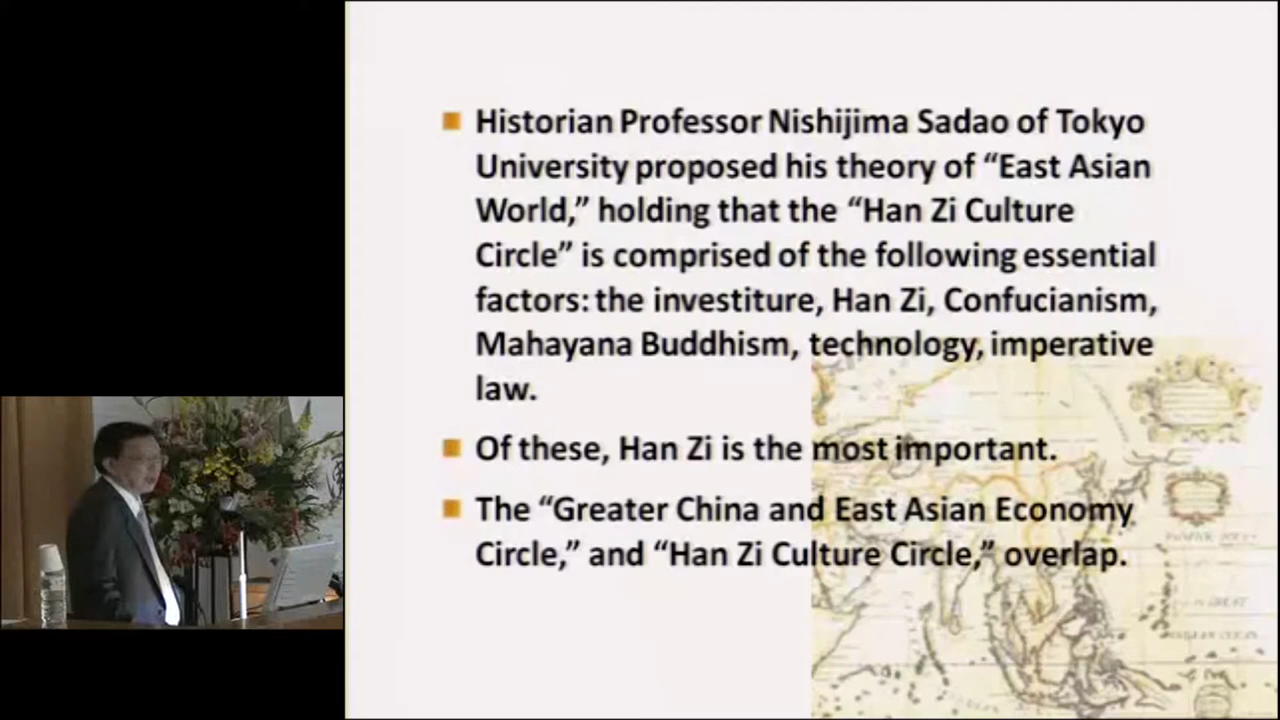 Historian Professor Nishijima Sadao of Tokyo
University proposed his theory of “East Asian
World,” holding that the “Han Zi Culture
Circle” is comprised of the following essential
factors: the investiture, Han Zi, Confucianism,
Mahayana Buddhism, technology, imperative
law.
Of these, Han Zi is the most important.
The “Greater China and East Asian Economy
Circle,” and “Han Zi Culture Circle,” overlap.